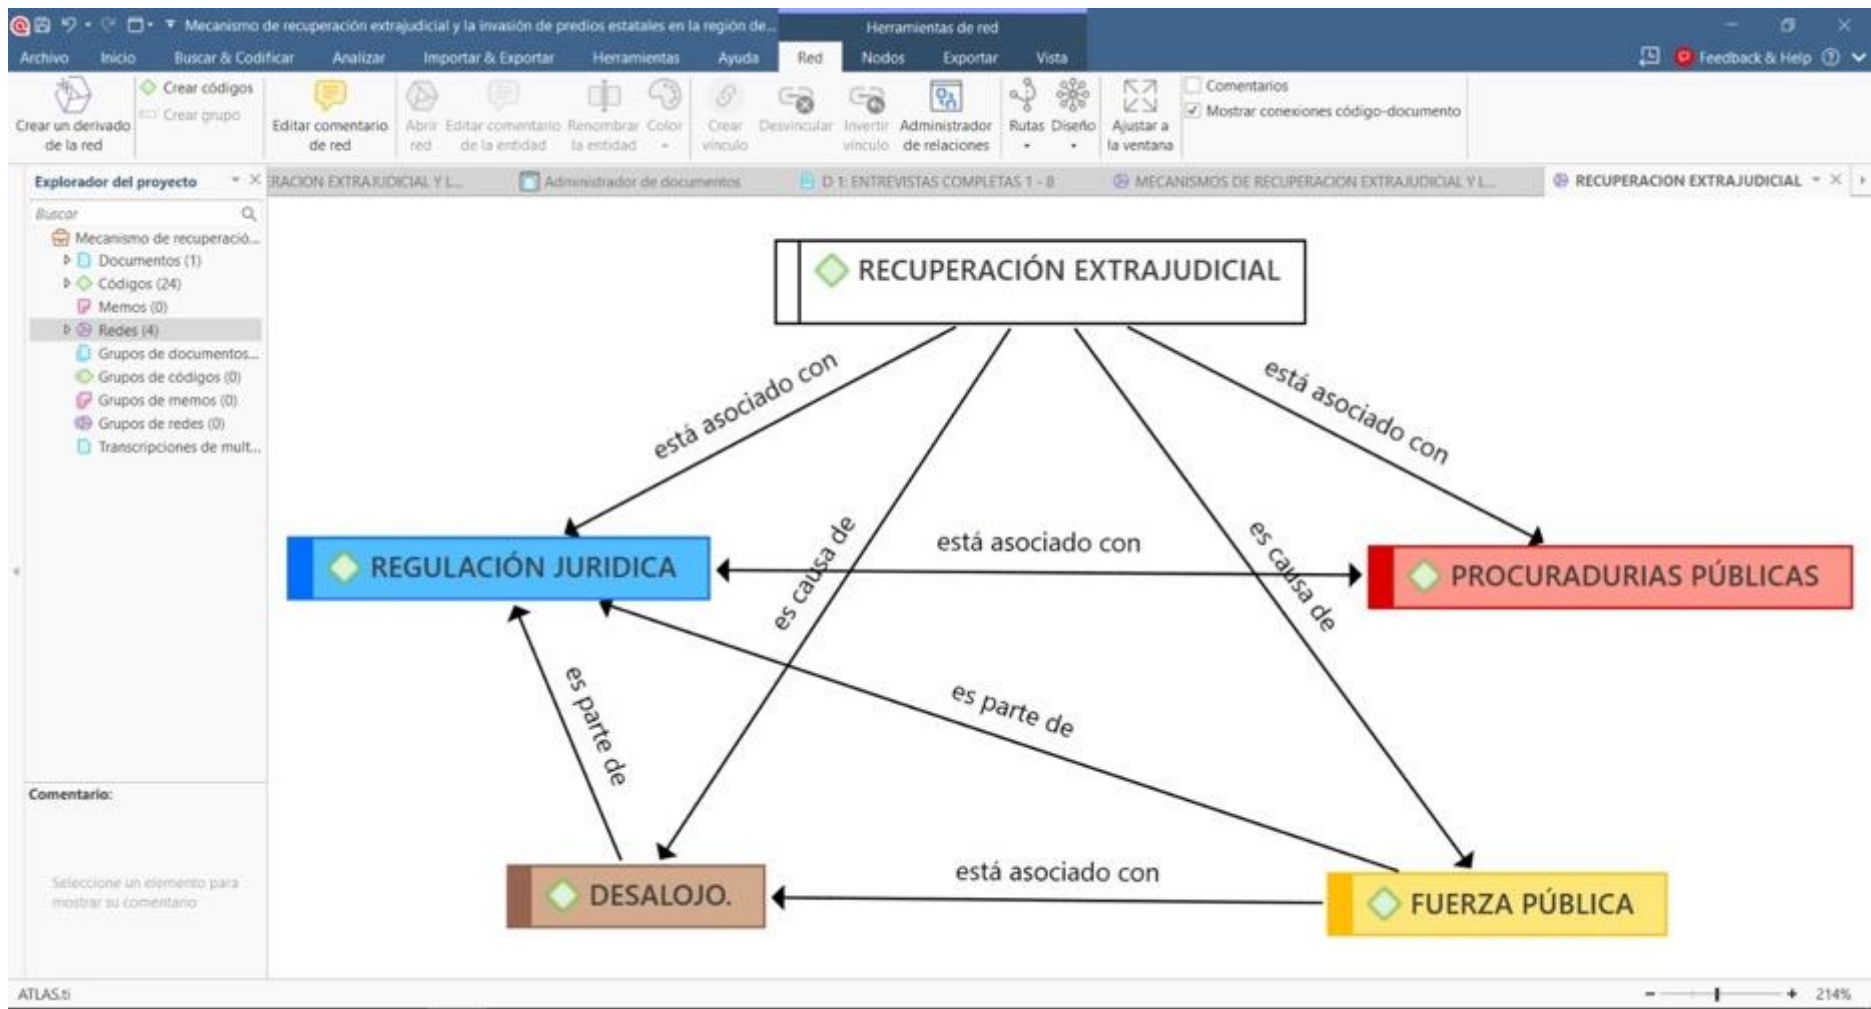 Mecanismo de recuperación extrajudicial y la invasión de predios estatales en la región de...
Herramientas de red
Archivo Inicio Buscar & Codificar Analizar Importar & Exportar Herramientas Ayuda Red Nodos Exportar Vista Feedback & Help
Crear un derivado de la red
Crear códigos
Crear grupo
Editar comentario de red
Abrir red
Editar comentario de la entidad
Renombrar la entidad
Color
Crear vínculo
Desvincular
Invertir vínculo
Administrador de relaciones
Rutas
Diseño
Ajustar a la ventana
Comentarios
Mostrar conexiones código-documento
Explorador del proyecto
ERACION EXTRAJUDICIAL Y L...
Administrador de documentos
D 1: ENTREVISTAS COMPLETAS 1 - 8
MECANISMOS DE RECUPERACION EXTRAJUDICIAL Y L...
RECUPERACION EXTRAJUDICIAL
Buscar
Mecanismo de recuperació...
Documentos (1)
Códigos (24)
Memos (0)
Redes (4)
Grupos de documentos...
Grupos de códigos (0)
Grupos de memos (0)
Grupos de redes (0)
Transcripciones de mult...
RECUPERACIÓN EXTRAJUDICIAL
está asociado con
está asociado con
es causa de
es causa de
REGULACIÓN JURIDICA
está asociado con
PROCURADURIAS PÚBLICAS
es parte de
es parte de
DESALOJO.
está asociado con
FUERZA PÚBLICA
Comentario:
Seleccione un elemento para
mostrar su comentario
ATLAS.ti
214%